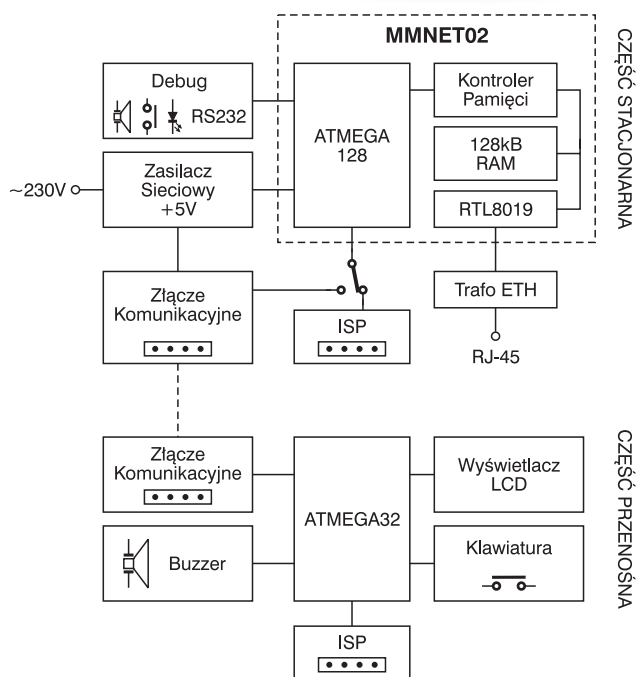 MMNET02
CZĘŚĆ STACJONARNA
Debug
RS232
ATMEGA
128
Kontroler
Pamięci
128kB
RAM
RTL8019
~230V
Zasilacz
Sieciowy
+5V
Złącze
Komunikacyjne
ISP
Trafo ETH
RJ-45
CZĘŚĆ PRZENOŚNA
Złącze
Komunikacyjne
ATMEGA32
Wyświetlacz
LCD
Buzzer
Klawiatura
ISP